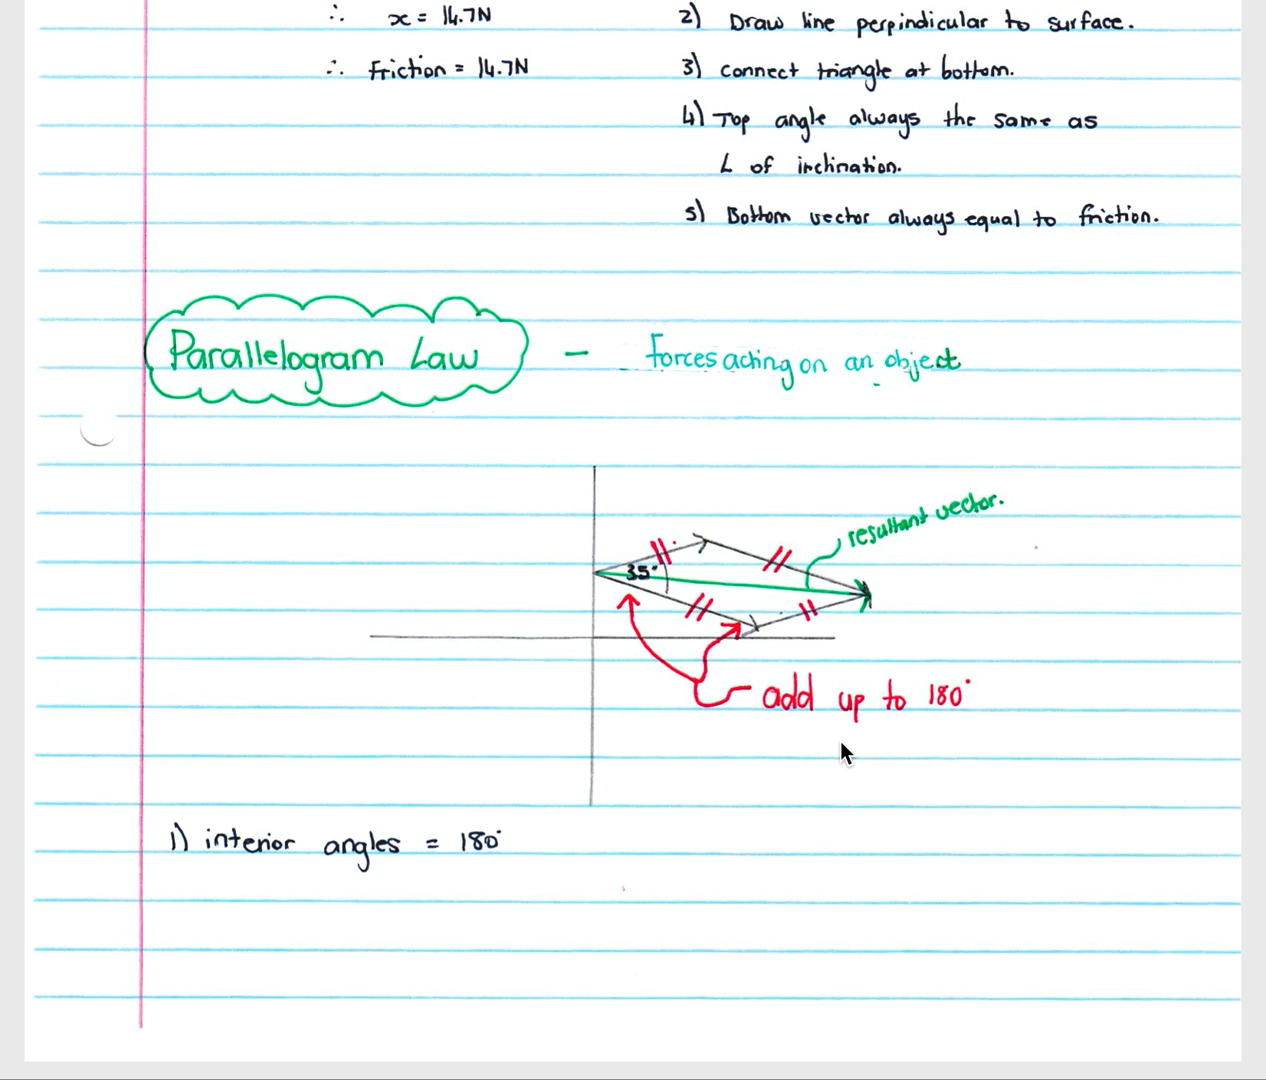 ∴ x = 14.7N
∴ Friction = 14.7N
2) Draw line perpindicular to surface.
3) connect triangle at bottom.
4) Top angle always the same as
L of inclination.
5) Bottom vector always equal to friction.
Parallelogram Law - Forces acting on an object
resultant vector.
35°
add up to 180°
1) interior angles = 180°